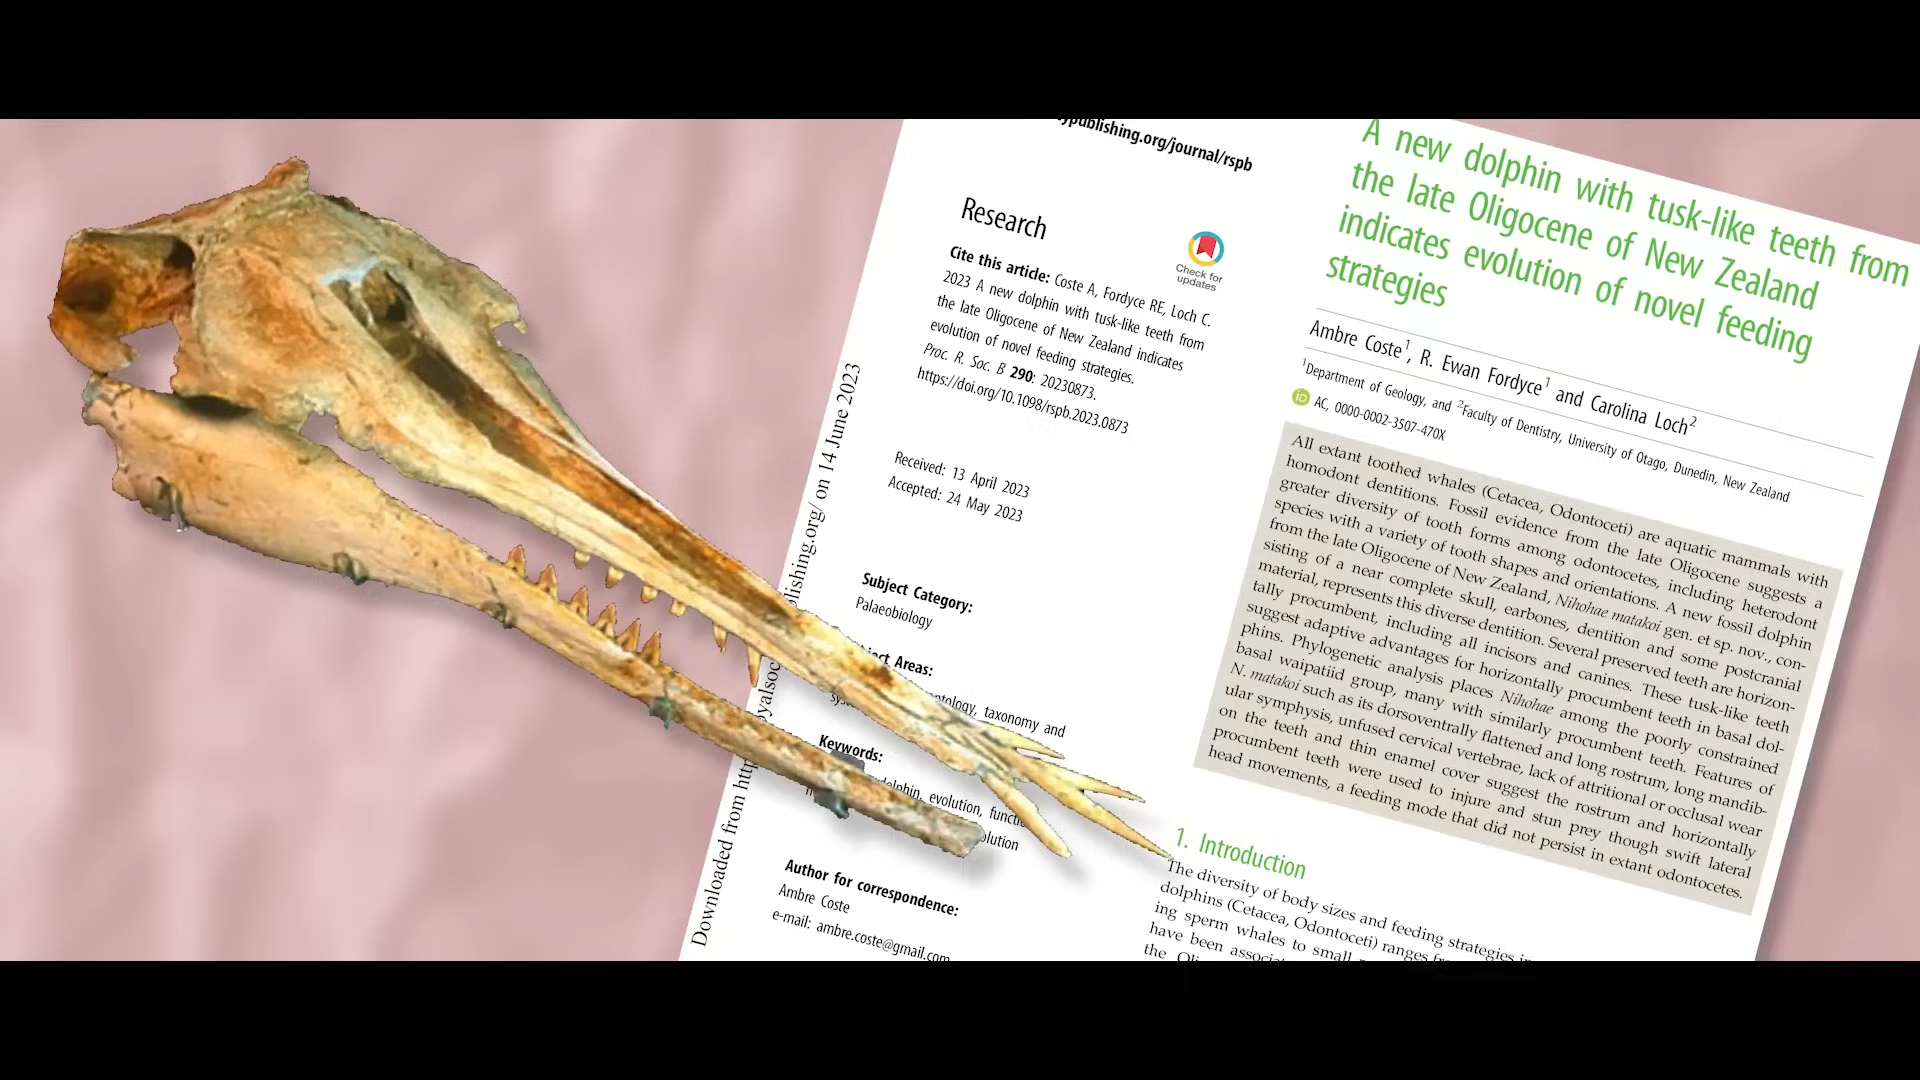 ypublishing.org/journal/rspb
Research
Check for
updates
Cite this article: Coste A, Fordyce RE, Loch C.
2023 A new dolphin with tusk-like teeth from
the late Oligocene of New Zealand indicates
evolution of novel feeding strategies.
Proc. R. Soc. B 290: 20230873.
https://doi.org/10.1098/rspb.2023.0873
Received: 13 April 2023
Accepted: 24 May 2023
Subject Category:
Palaeobiology
ject Areas:
ntology, taxonomy and
sys
Keywords:
dolphin, evolution, functi
olution
Author for correspondence:
Ambre Coste
e-mail: ambre.coste@gmail.com
Downloaded from http
oyalsoc
lishing.org/ on 14 June 2023
A new dolphin with tusk-like teeth from
the late Oligocene of New Zealand
indicates evolution of novel feeding
strategies
Ambre Coste1, R. Ewan Fordyce1 and Carolina Loch2
1Department of Geology, and 2Faculty of Dentistry, University of Otago, Dunedin, New Zealand
iD AC, 0000-0002-3507-470X
All extant toothed whales (Cetacea, Odontoceti) are aquatic mammals with
homodont dentitions. Fossil evidence from the late Oligocene suggests a
greater diversity of tooth forms among odontocetes, including heterodont
species with a variety of tooth shapes and orientations. A new fossil dolphin
from the late Oligocene of New Zealand, Nihohae matakoi gen. et sp. nov., con-
sisting of a near complete skull, earbones, dentition and some postcranial
material, represents this diverse dentition. Several preserved teeth are horizon-
tally procumbent, including all incisors and canines. These tusk-like teeth
suggest adaptive advantages for horizontally procumbent teeth in basal dol-
phins. Phylogenetic analysis places Nihohae among the poorly constrained
basal waipatiid group, many with similarly procumbent teeth. Features of
N. matakoi such as its dorsoventrally flattened and long rostrum, long mandib-
ular symphysis, unfused cervical vertebrae, lack of attritional or occlusal wear
on the teeth and thin enamel cover suggest the rostrum and horizontally
procumbent teeth were used to injure and stun prey though swift lateral
head movements, a feeding mode that did not persist in extant odontocetes.
1. Introduction
The diversity of body sizes and feeding strategies in
dolphins (Cetacea, Odontoceti) ranges fr
ing sperm whales to small
have been associat
the Oli